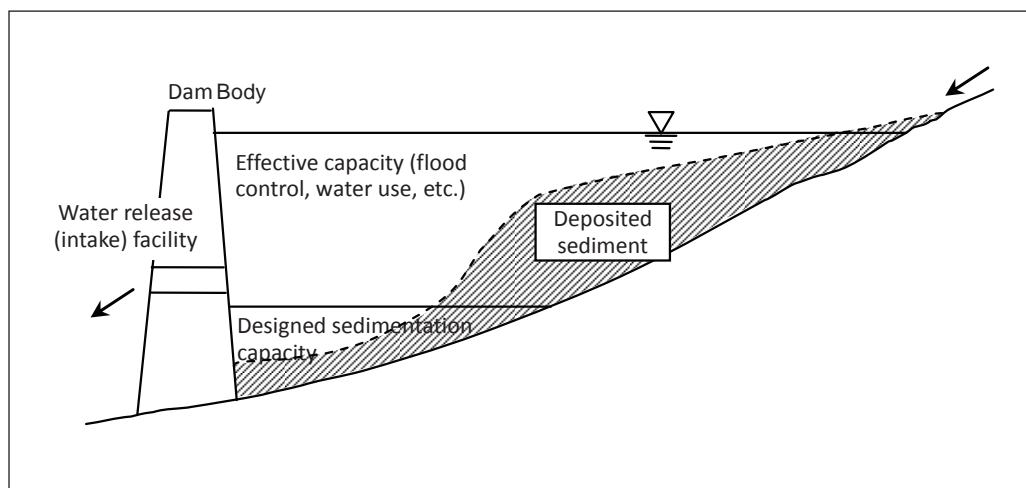 Dam Body
Effective capacity (flood
control, water use, etc.)
Water release
(intake) facility
Deposited
sediment
Designed sedimentation
capacity